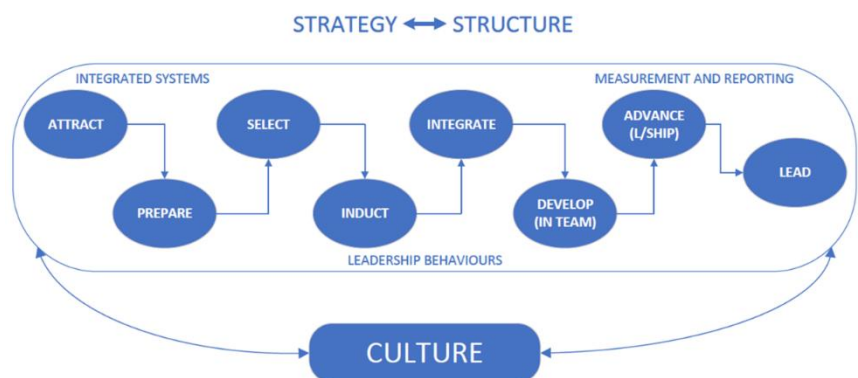 STRATEGY STRUCTURE
INTEGRATED SYSTEMS
MEASUREMENT AND REPORTING
ATTRACT
PREPARE
SELECT
INDUCT
INTEGRATE
DEVELOP
(IN TEAM)
ADVANCE
(L/SHIP)
LEAD
LEADERSHIP BEHAVIOURS
CULTURE